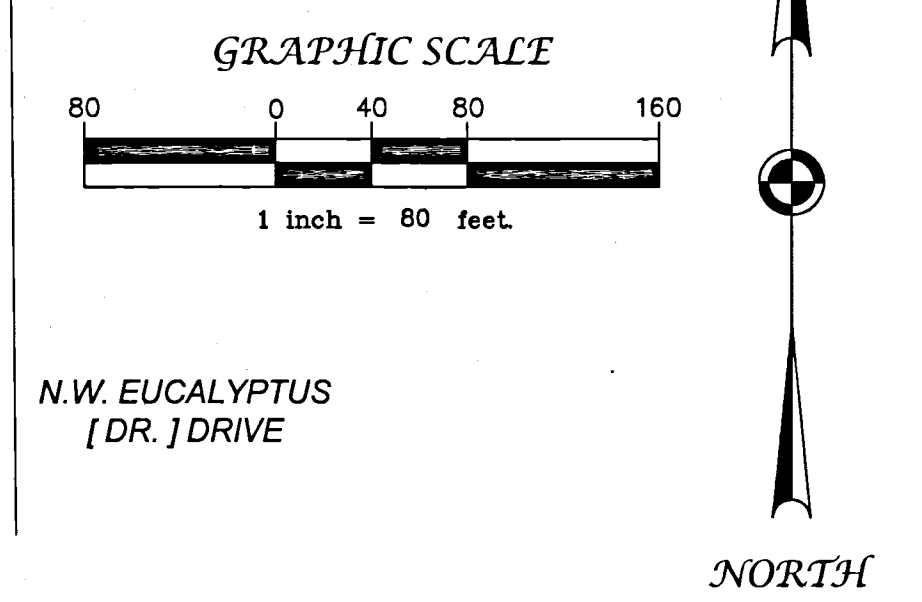 GRAPHIC SCALE
80 0 40 80 160
1 inch = 80 feet.
N.W. EUCALYPTUS
[ DR. ] DRIVE
NORTH